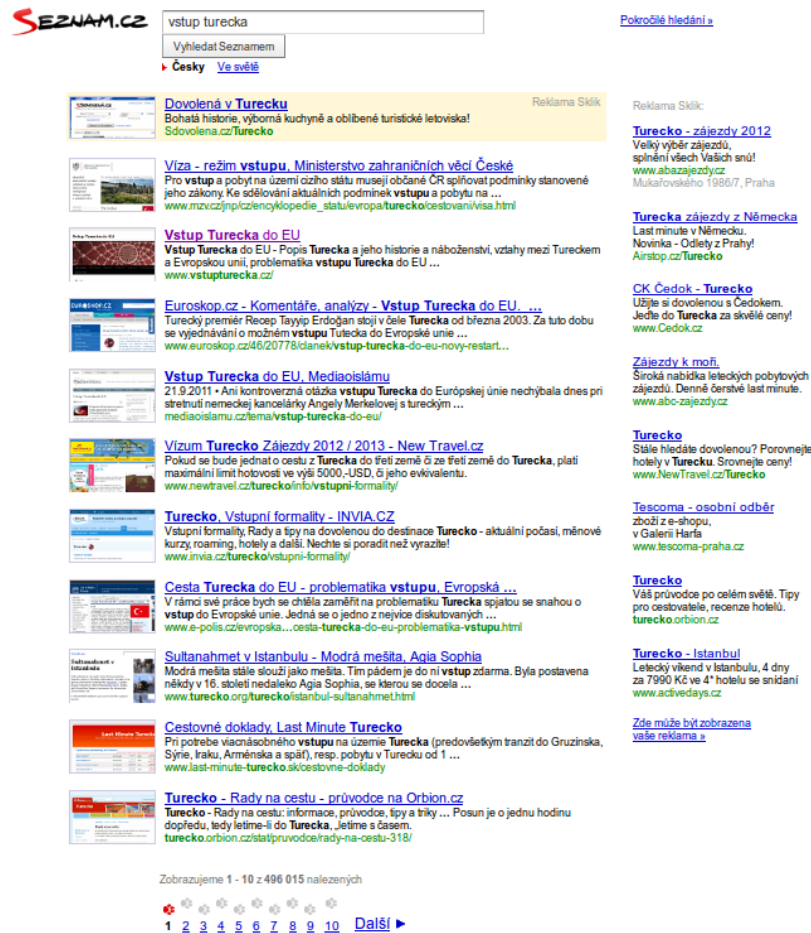 SEZNAM.CZ
vstup turecka
Pokročilé hledání »
Vyhledat Seznamem
Česky Ve světě
Dovolená v Turecku
Reklama Sklik
Bohatá historie, výborná kuchyně a oblíbené turistické letoviska!
Sdovolena.cz/Turecko
Víza - režim vstupu, Ministerstvo zahraničních věcí České
Pro vstup a pobyt na území cizího státu musejí občané ČR splňovat podmínky stanovené
jeho zákony. Ke sdělování aktuálních podmínek vstupu a pobytu na ...
www.mzv.cz/jnp/cz/encyklopedie_statu/evropa/turecko/cestovani/visa.html
Vstup Turecka do EU
Vstup Turecka do EU - Popis Turecka a jeho historie a náboženství, vztahy mezi Tureckem
a Evropskou unií, problematika vstupu Turecka do EU ...
www.vstupturecka.cz/
Euroskop.cz - Komentáře, analýzy - Vstup Turecka do EU. ...
Turecký premiér Recep Tayyip Erdoğan stojí v čele Turecka od března 2003. Za tuto dobu
se vyjednávání o možném vstupu Tutecka do Evropské unie ...
www.euroskop.cz/46/20778/clanek/vstup-turecka-do-eu-novy-restart...
Vstup Turecka do EU, Mediaoislámu
21.9.2011 • Ani kontroverzná otázka vstupu Turecka do Európskej únie nechýbala dnes pri
stretnutí nemeckej kancelárky Angely Merkelovej s tureckým ...
mediaoislamu.cz/tema/vstup-turecka-do-eu/
Vízum Turecko Zájezdy 2012 / 2013 - New Travel.cz
Pokud se bude jednat o cestu z Turecka do třetí země či ze třetí země do Turecka, platí
maximální limit hotovosti ve výši 5000,-USD, či jeho evkivalentu.
www.newtravel.cz/turecko/info/vstupni-formality/
Turecko, Vstupní formality - INVIA.CZ
Vstupní formality, Rady a tipy na dovolenou do destinace Turecko - aktuální počasí, měnové
kurzy, roaming, hotely a další. Nechte si poradit než vyrazíte!
www.invia.cz/turecko/vstupni-formality/
Cesta Turecka do EU - problematika vstupu, Evropská ...
V rámci své práce bych se chtěla zaměřit na problematiku Turecka spjatou se snahou o
vstup do Evropské unie. Jedná se o jedno z nejvíce diskutovaných ...
www.e-polis.cz/evropska...cesta-turecka-do-eu-problematika-vstupu.html
Sultanahmet v Istanbulu - Modrá mešita, Agia Sophia
Modrá mešita stále slouží jako mešita. Tím pádem je do ní vstup zdarma. Byla postavena
někdy v 16. století nedaleko Agia Sophia, se kterou se docela ...
www.turecko.org/turecko/istanbul-sultanahmet.html
Cestovné doklady, Last Minute Turecko
Pri potrebe viacnásobného vstupu na územie Turecka (predovšetkým tranzit do Gruzínska,
Sýrie, Iraku, Arménska a späť), resp. pobytu v Turecku od 1 ...
www.last-minute-turecko.sk/cestovne-doklady
Turecko - Rady na cestu - průvodce na Orbion.cz
Turecko - Rady na cestu: informace, průvodce, tipy a triky ... Posun je o jednu hodinu
dopředu, tedy letíme-li do Turecka, „letíme s časem.
turecko.orbion.cz/stat/pruvodce/rady-na-cestu-318/
Zobrazujeme 1 - 10 z 496 015 nalezených
1 2 3 4 5 6 7 8 9 10 Další
Reklama Sklik:
Turecko - zájezdy 2012
Velký výběr zájezdů,
splnění všech Vašich snů!
www.abazajezdy.cz
Mukařovského 1986/7, Praha
Turecka zájezdy z Německa
Last minute v Německu.
Novinka - Odlety z Prahy!
Airstop.cz/Turecko
CK Čedok - Turecko
Užijte si dovolenou s Čedokem.
Jeďte do Turecka za skvělé ceny!
www.Cedok.cz
Zájezdy k moři.
Široká nabídka leteckých pobytových
zájezdů. Denně čerstvé last minute.
www.abc-zajezdy.cz
Turecko
Stále hledáte dovolenou? Porovnejte
hotely v Turecku. Srovnejte ceny!
www.NewTravel.cz/Turecko
Tescoma - osobní odběr
zboží z e-shopu,
v Galerii Harfa
www.tescoma-praha.cz
Turecko
Váš průvodce po celém světě. Tipy
pro cestovatele, recenze hotelů.
turecko.orbion.cz
Turecko - Istanbul
Letecký víkend v Istanbulu, 4 dny
za 7990 Kč ve 4* hotelu se snídaní
www.activedays.cz
Zde může být zobrazena
vaše reklama »